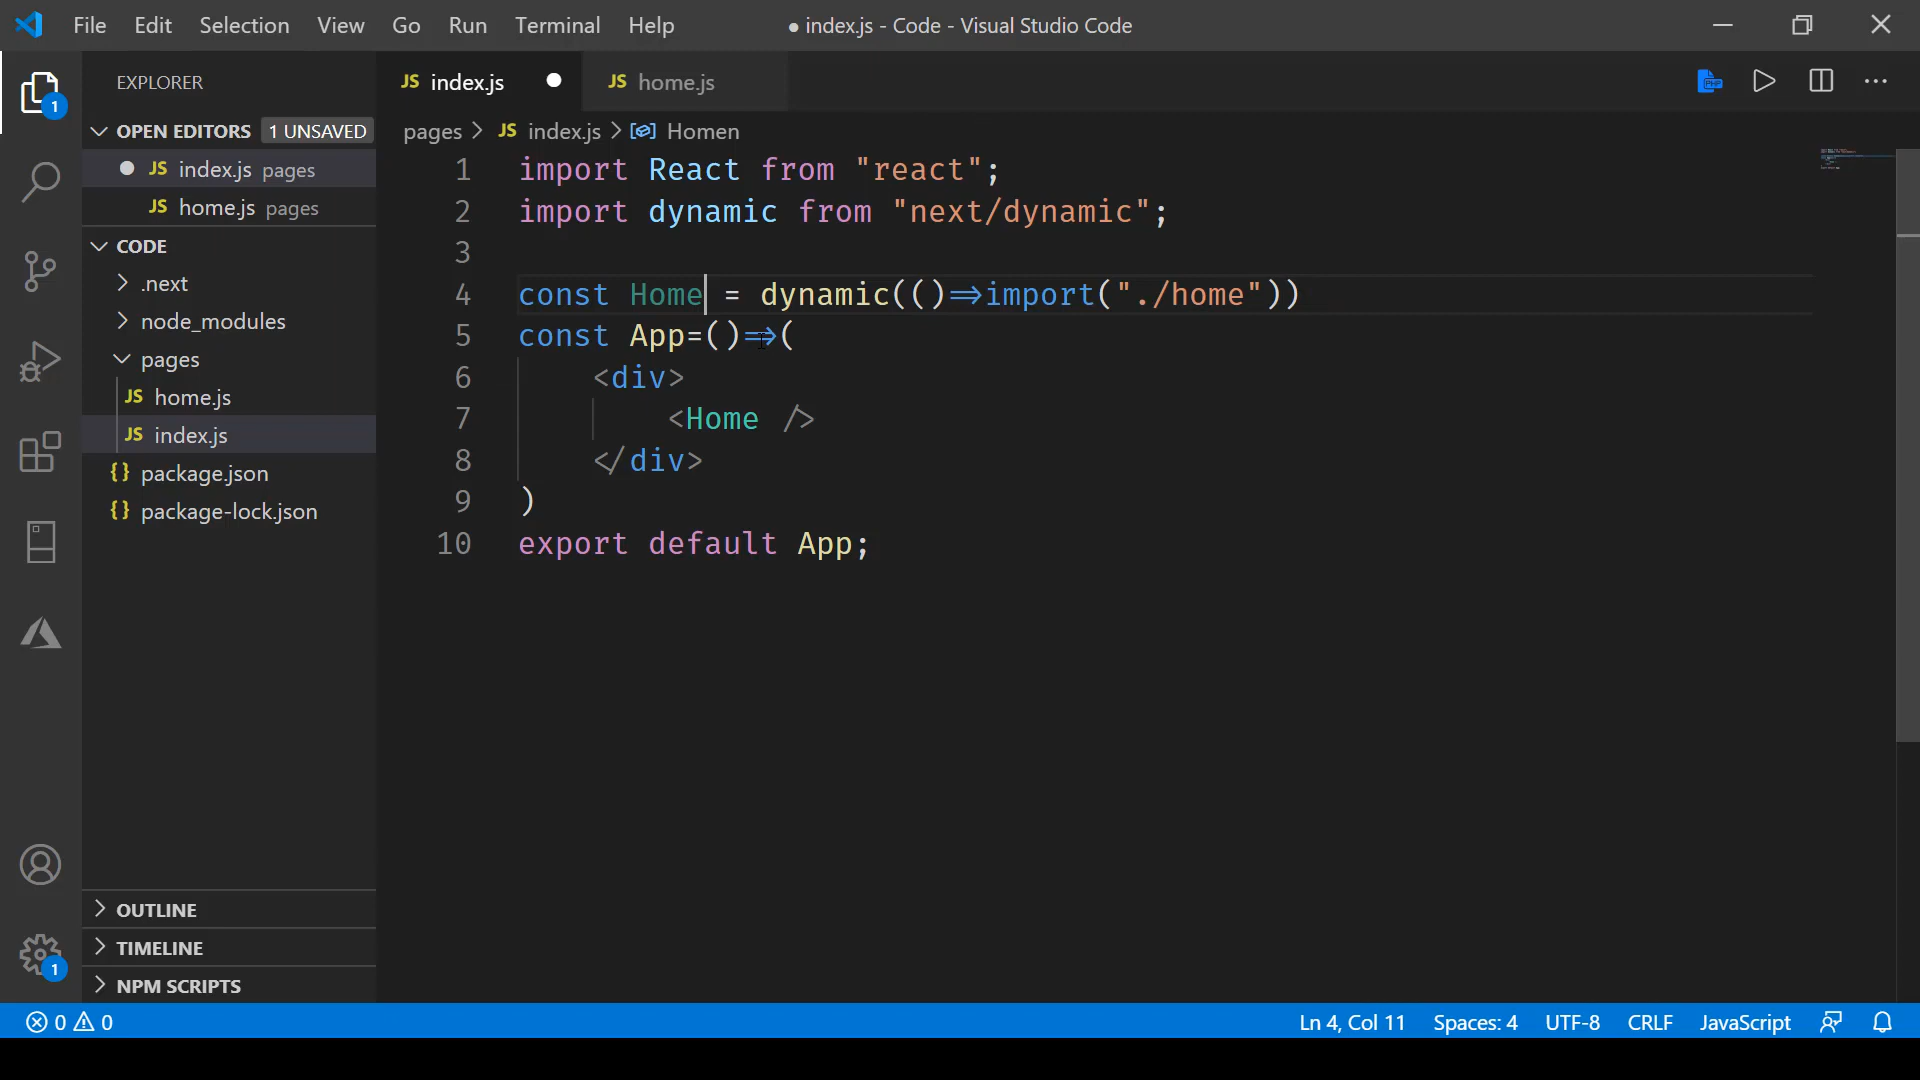 File Edit Selection View Go Run Terminal Help ● index.js - Code - Visual Studio Code
EXPLORER
JS index.js
JS home.js
1
OPEN EDITORS 1 UNSAVED
JS index.js pages
JS home.js pages
CODE
.next
node_modules
pages
JS home.js
JS index.js
{} package.json
{} package-lock.json
OUTLINE
TIMELINE
NPM SCRIPTS
1
PHP
pages > JS index.js > Homen
1 import React from "react";
2 import dynamic from "next/dynamic";
3
4 const Home = dynamic(()=>import("./home"))
5 const App=()=>(
6 <div>
7 <Home />
8 </div>
9 )
10 export default App;
0 0 Ln 4, Col 11 Spaces: 4 UTF-8 CRLF JavaScript